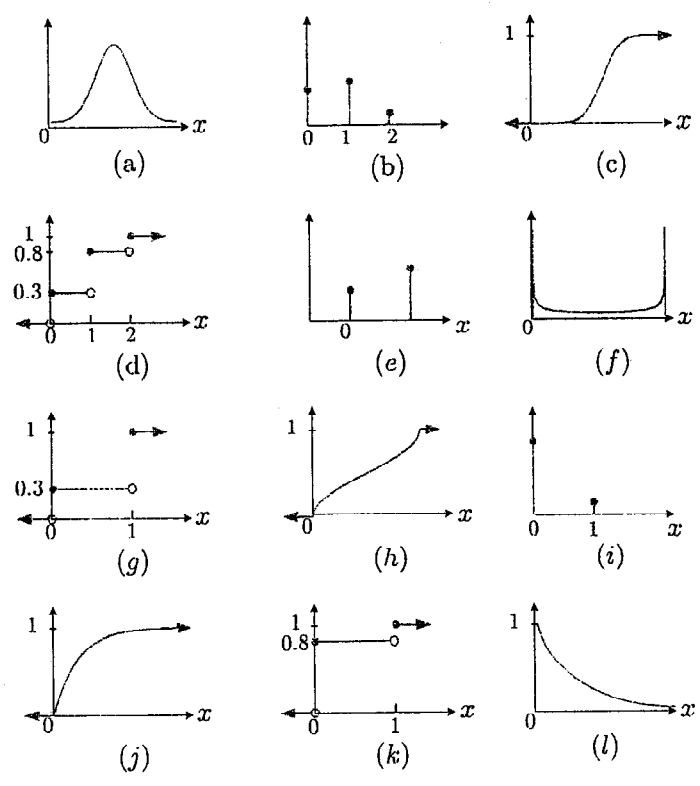 1
0 x 0 1 2 0 x
(a) (b) (c)
1
0.8
0.3
0 1 2 x 0 x 0 x
(d) (e) (f)
1 1
0.3
0 1 x 0 x 0 1 x
(g) (h) (i)
1 1 1
0.8
0 x 0 1 x 0 x
(j) (k) (l)